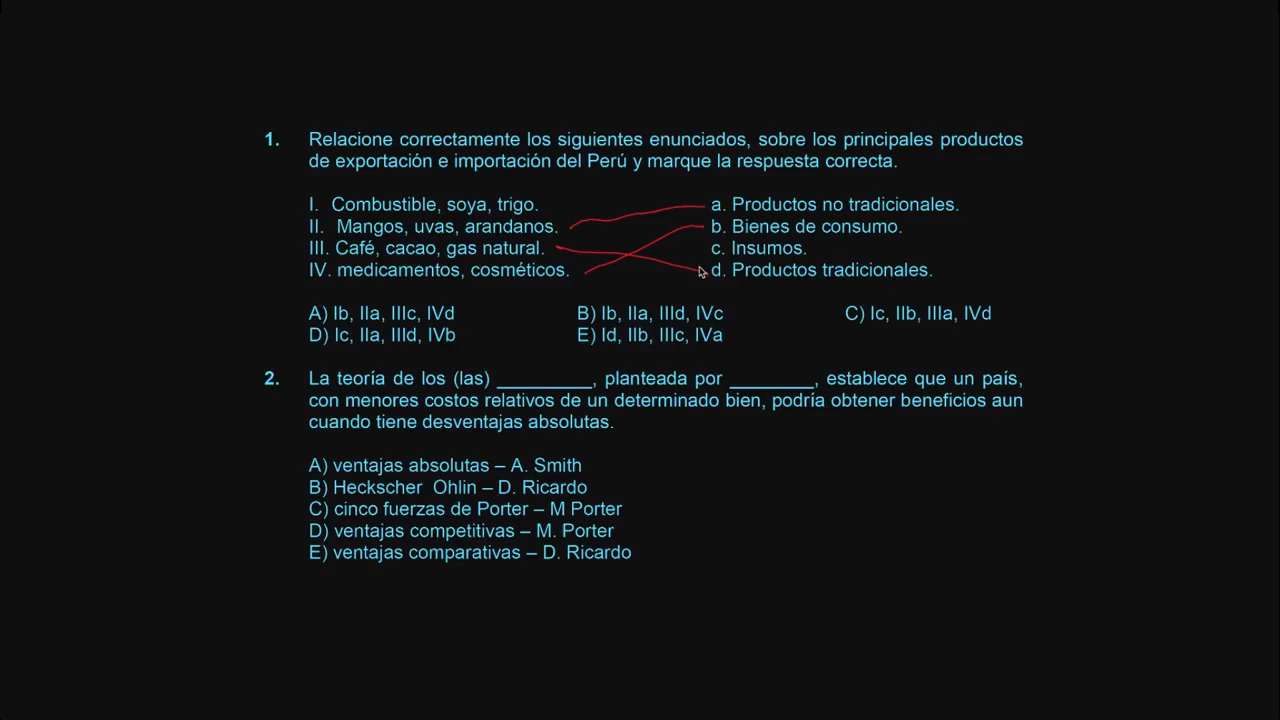 1. Relacione correctamente los siguientes enunciados, sobre los principales productos
de exportación e importación del Perú y marque la respuesta correcta.
I. Combustible, soya, trigo. a. Productos no tradicionales.
II. Mangos, uvas, arandanos. b. Bienes de consumo.
III. Café, cacao, gas natural. c. Insumos.
IV. medicamentos, cosméticos. d. Productos tradicionales.
A) Ib, IIa, IIIc, IVd B) Ib, IIa, IIId, IVc C) Ic, IIb, IIIa, IVd
D) Ic, IIa, IIId, IVb E) Id, IIb, IIIc, IVa
2. La teoría de los (las) _________, planteada por ________, establece que un país,
con menores costos relativos de un determinado bien, podría obtener beneficios aun
cuando tiene desventajas absolutas.
A) ventajas absolutas – A. Smith
B) Heckscher Ohlin – D. Ricardo
C) cinco fuerzas de Porter – M Porter
D) ventajas competitivas – M. Porter
E) ventajas comparativas – D. Ricardo